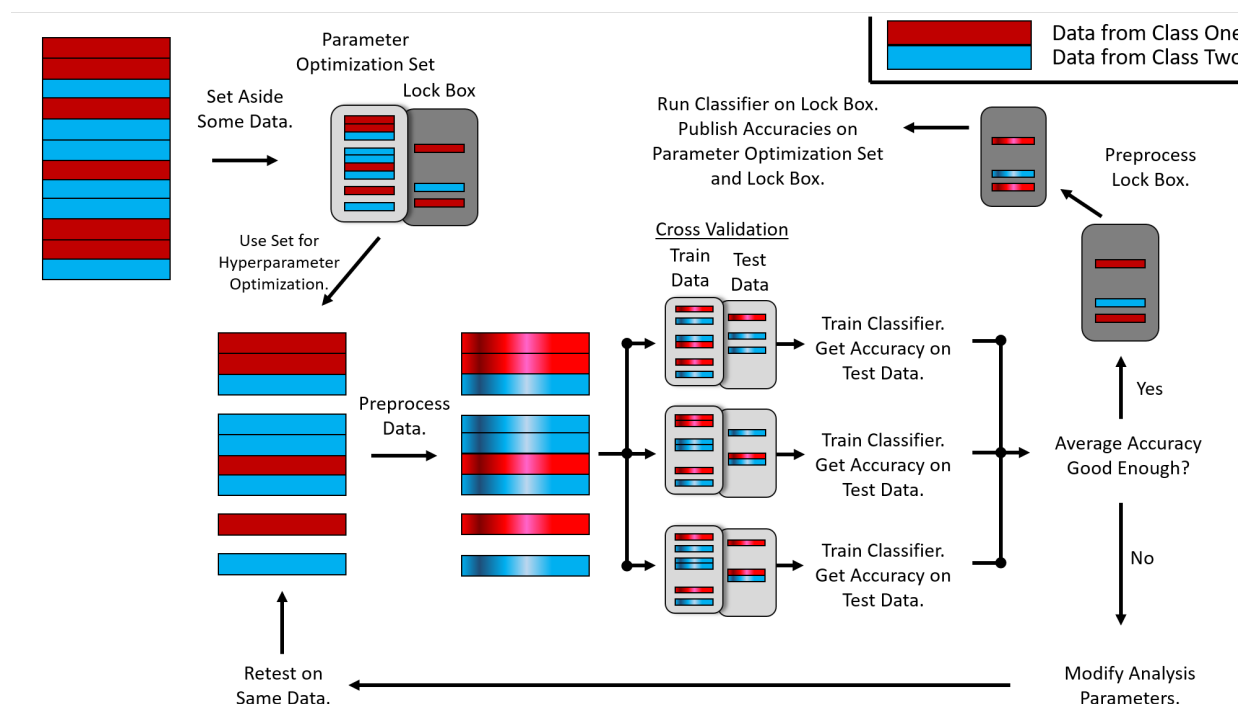 Parameter
Optimization Set
Lock Box
Set Aside
Some Data.
Data from Class One
Data from Class Two
Run Classifier on Lock Box.
Publish Accuracies on
Parameter Optimization Set
and Lock Box.
Preprocess
Lock Box.
Use Set for
Hyperparameter
Optimization.
Cross Validation
Train
Data
Test
Data
Preprocess
Data.
Train Classifier.
Get Accuracy on
Test Data.
Train Classifier.
Get Accuracy on
Test Data.
Train Classifier.
Get Accuracy on
Test Data.
Yes
Average Accuracy
Good Enough?
No
Modify Analysis
Parameters.
Retest on
Same Data.